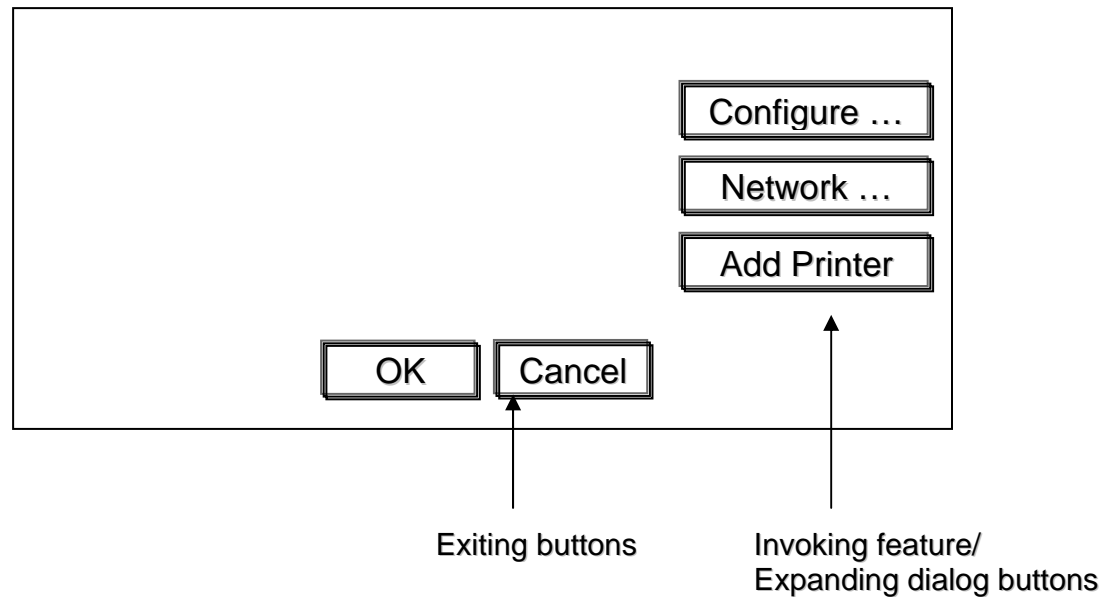 Configure …
Network …
Add Printer
OK
Cancel
Exiting buttons
Invoking feature/
Expanding dialog buttons